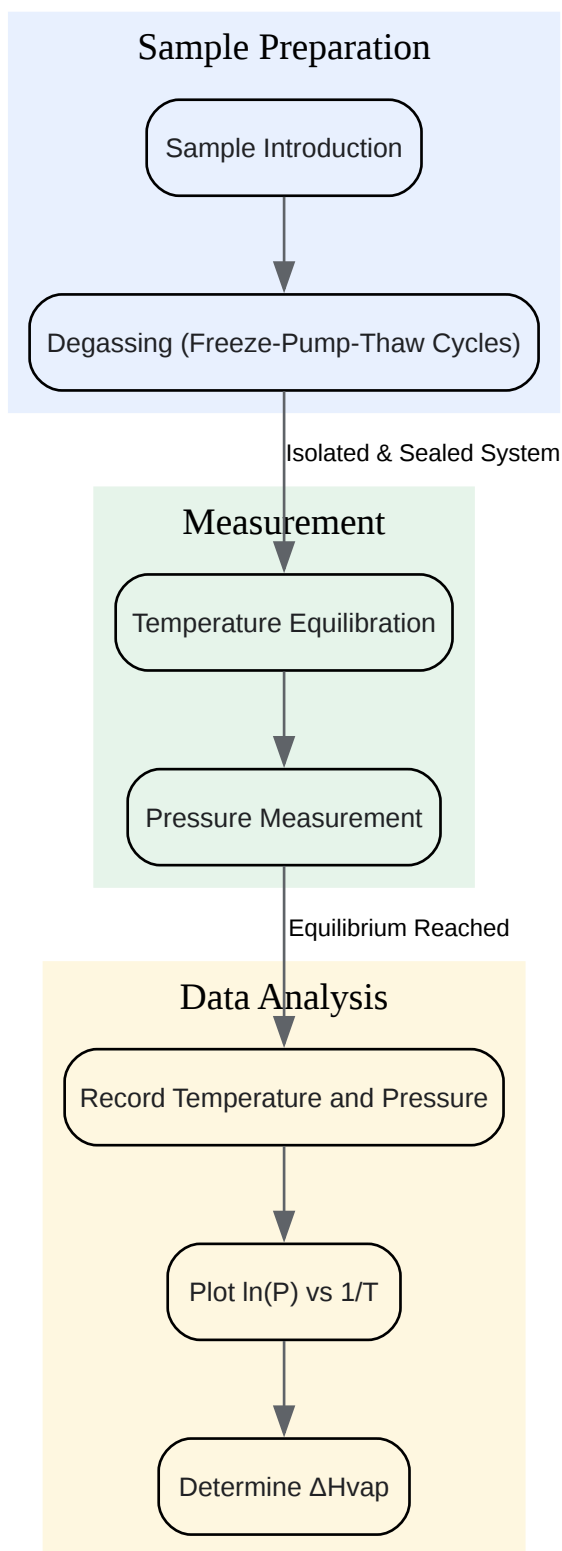 Sample Preparation
Sample Introduction
Degassing (Freeze-Pump-Thaw Cycles)
Isolated & Sealed System
Measurement
Temperature Equilibration
Pressure Measurement
Equilibrium Reached
Data Analysis
Record Temperature and Pressure
Plot ln(P) vs 1/T
Determine ΔHvap